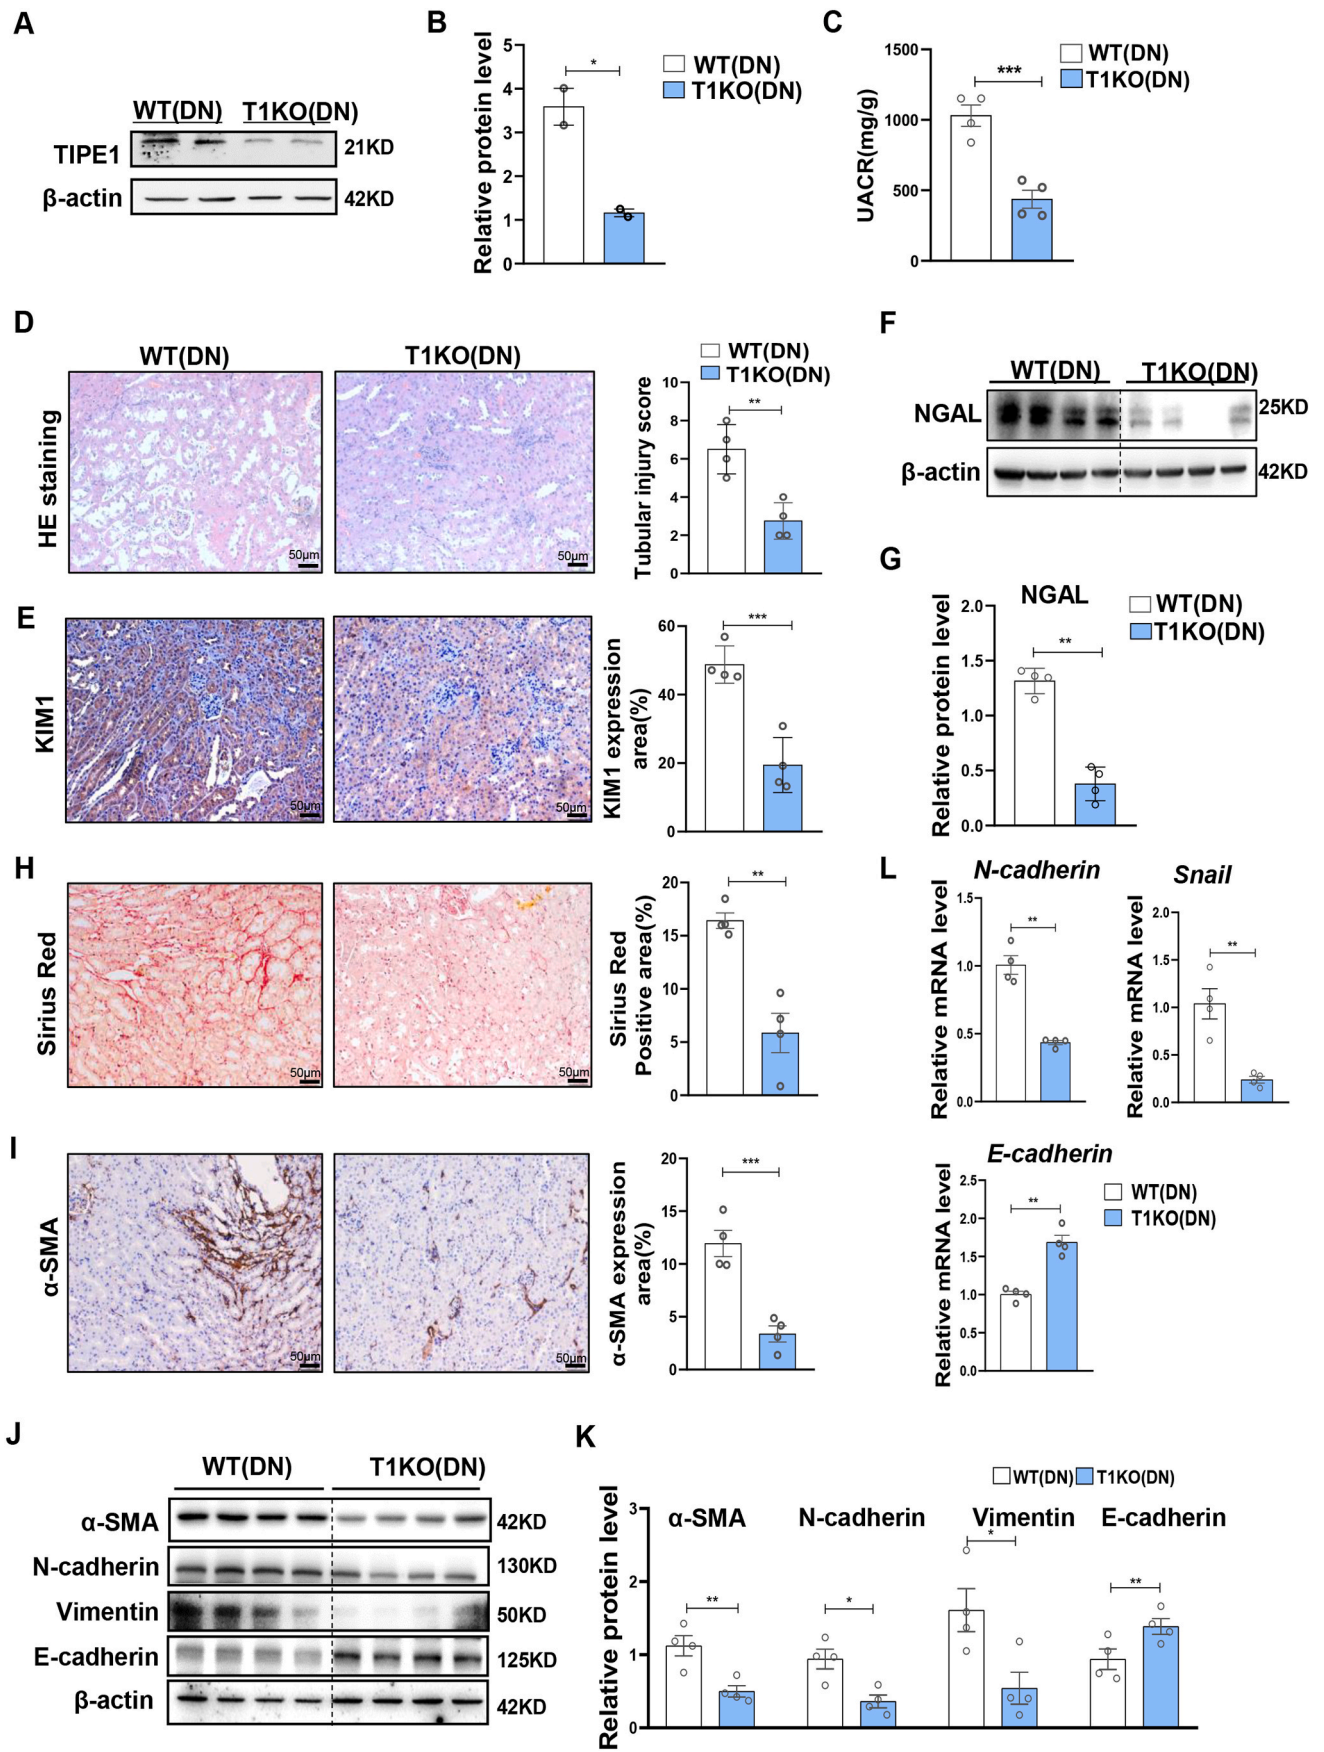 A
WT(DN) T1KO(DN)
TIPE1
21KD
β-actin
42KD
B
Relative protein level
5
4
3
2
1
0
*
WT(DN)
T1KO(DN)
C
UACR(mg/g)
1500
1000
500
0
***
WT(DN)
T1KO(DN)
D
WT(DN)
T1KO(DN)
HE staining
50μm
50μm
Tubular injury score
10
8
6
4
2
0
**
WT(DN)
T1KO(DN)
E
KIM1
50μm
50μm
KIM1 expression
area(%)
60
40
20
0
***
F
WT(DN) T1KO(DN)
NGAL
25KD
β-actin
42KD
G
NGAL
Relative protein level
2.0
1.5
1.0
0.5
0.0
**
WT(DN)
T1KO(DN)
H
Sirius Red
50μm
50μm
Sirius Red
Positive area(%)
20
15
10
5
0
**
I
α-SMA
50μm
50μm
α-SMA expression
area(%)
20
15
10
5
0
***
L
N-cadherin
Relative mRNA level
1.5
1.0
0.5
0.0
**
Snail
Relative mRNA level
2.0
1.5
1.0
0.5
0.0
**
E-cadherin
Relative mRNA level
2.5
2.0
1.5
1.0
0.5
0.0
**
WT(DN)
T1KO(DN)
J
WT(DN) T1KO(DN)
α-SMA
42KD
N-cadherin
130KD
Vimentin
50KD
E-cadherin
125KD
β-actin
42KD
K
WT(DN) T1KO(DN)
Relative protein level
3
2
1
0
α-SMA N-cadherin Vimentin E-cadherin
** * * **